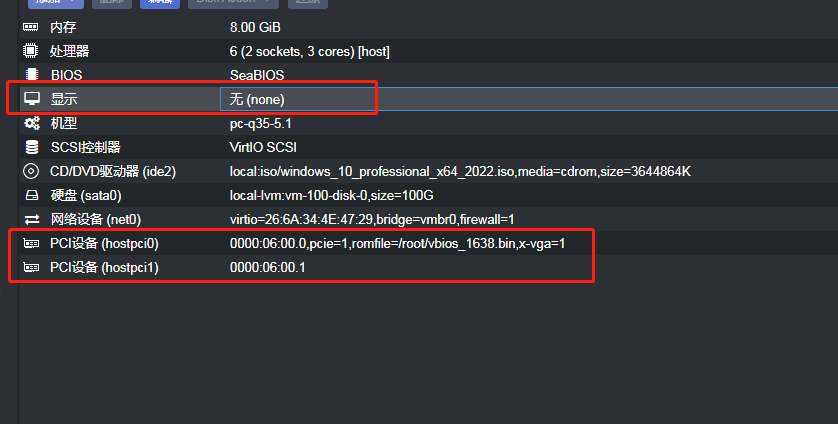 编辑
Disk Action
内存 8.00 GiB
处理器 6 (2 sockets, 3 cores) [host]
BIOS SeaBIOS
显示 无 (none)
机型 pc-q35-5.1
SCSI控制器 VirtIO SCSI
CD/DVD驱动器 (ide2) local:iso/windows_10_professional_x64_2022.iso,media=cdrom,size=3644864K
硬盘 (sata0) local-lvm:vm-100-disk-0,size=100G
网络设备 (net0) virtio=26:6A:34:4E:47:29,bridge=vmbr0,firewall=1
PCI设备 (hostpci0) 0000:06:00.0,pcie=1,romfile=/root/vbios_1638.bin,x-vga=1
PCI设备 (hostpci1) 0000:06:00.1